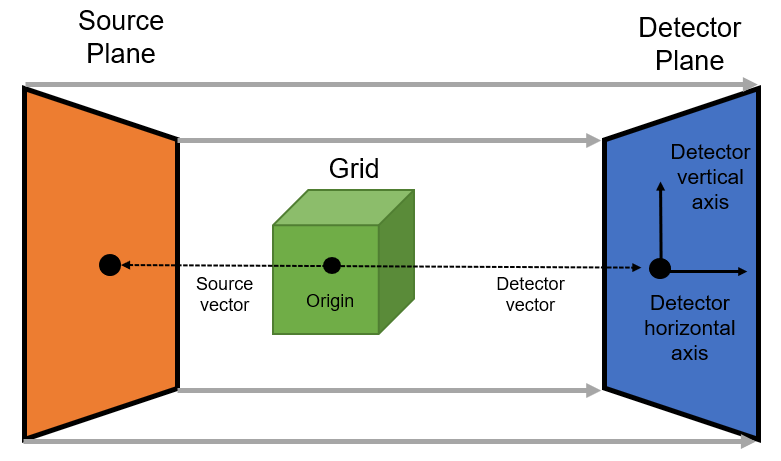 Source
Plane
Detector
Plane
Grid
Detector
vertical
axis
Source
vector
Origin
Detector
vector
Detector
horizontal
axis